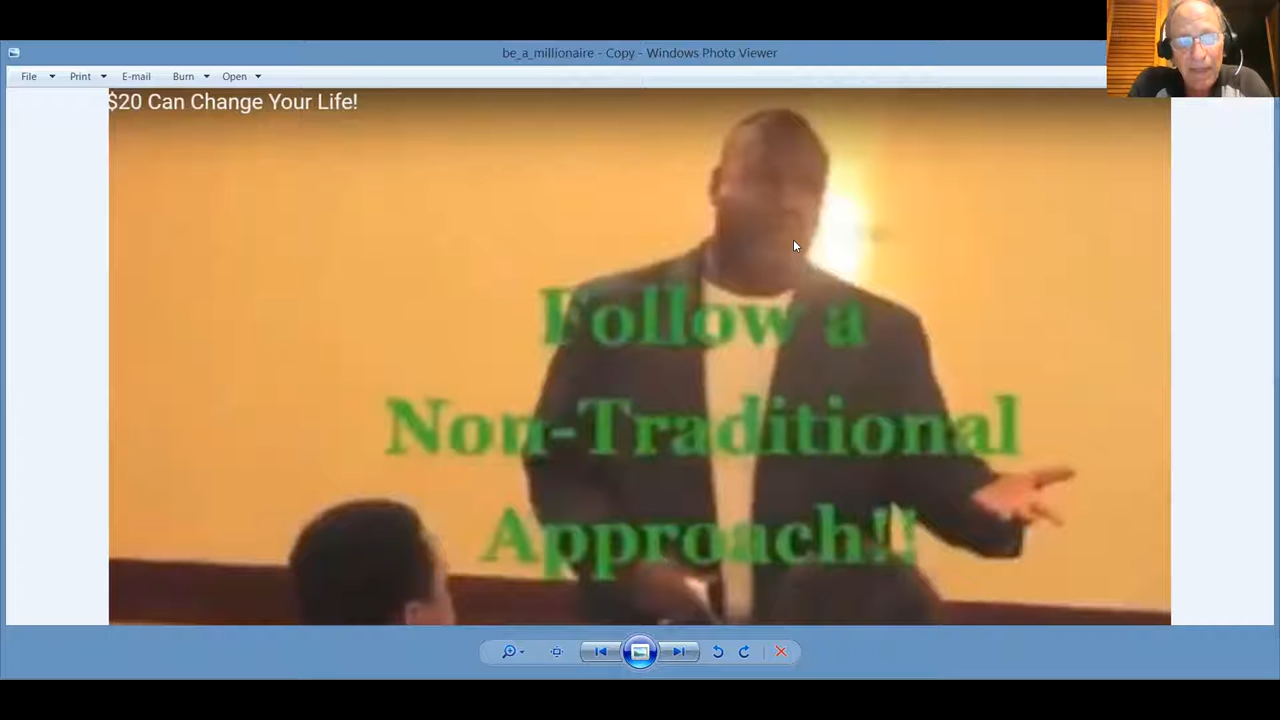 be_a_millionaire - Copy - Windows Photo Viewer
File Print E-mail Burn Open
$20 Can Change Your Life!
Follow a
Non-Traditional
Approach!!